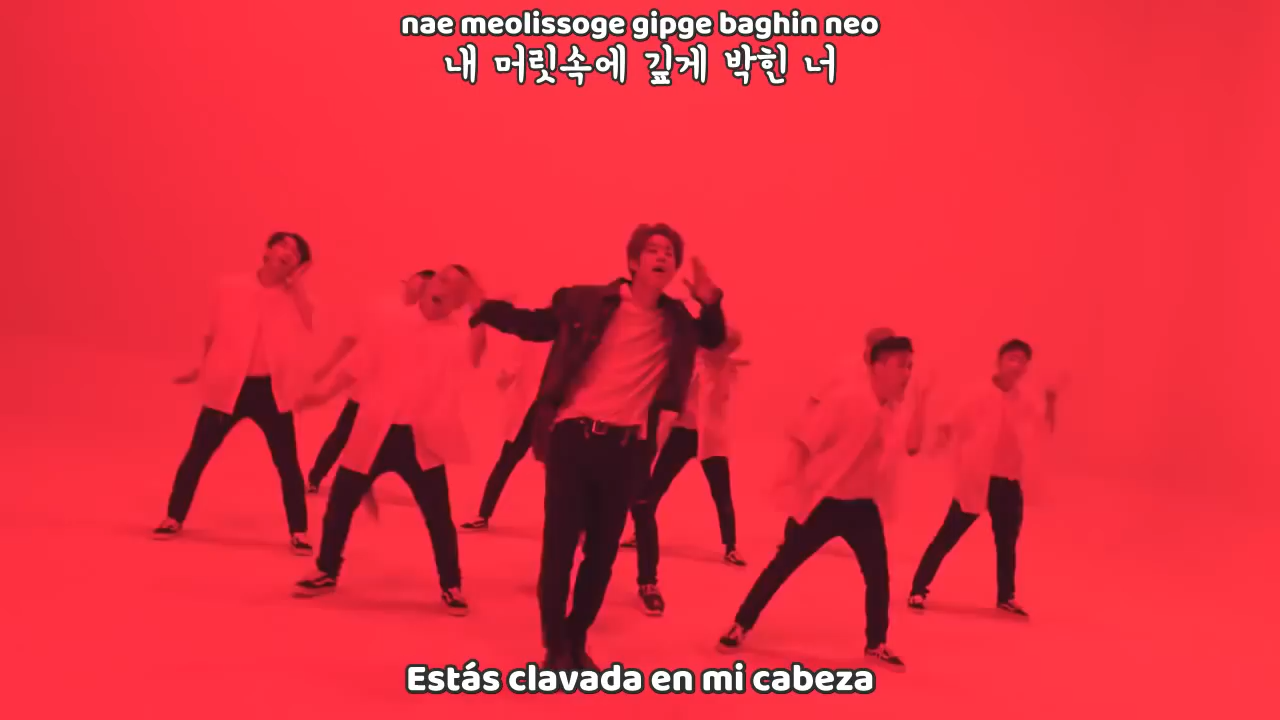 nae meolissoge gipge baghin neo
내 머릿속에 깊게 박힌 너
Estás clavada en mi cabeza